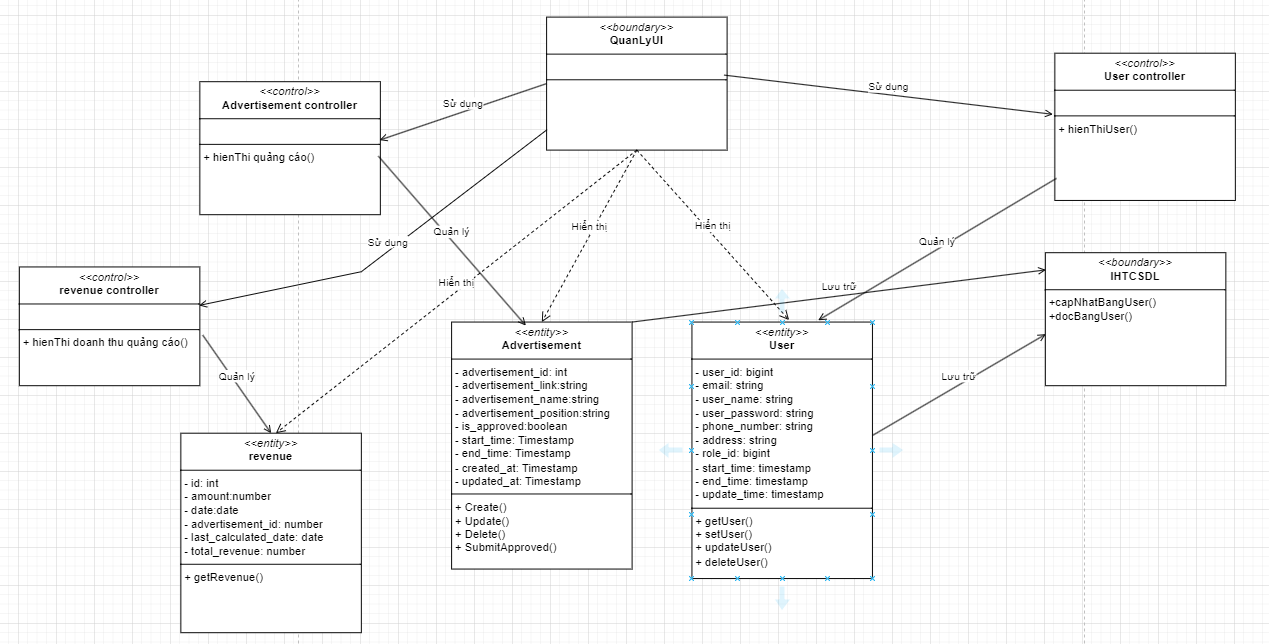 <<boundary>>
QuanLyUI
<<control>>
User controller
+ hienThiUser()
<<control>>
Advertisement controller
+ hienThi quảng cáo()
Sử dụng
Sử dụng
Quản lý
Sử dụng
Hiển thị
Hiển thị
Hiển thị
Quản lý
Lưu trữ
<<control>>
revenue controller
+ hienThi doanh thu quảng cáo()
<<boundary>>
IHTCSDL
+capNhatBangUser()
+docBangUser()
Quản lý
Lưu trữ
<<entity>>
revenue
- id: int
- amount:number
- date:date
- advertisement_id: number
- last_calculated_date: date
- total_revenue: number
+ getRevenue()
<<entity>>
Advertisement
- advertisement_id: int
- advertisement_link:string
- advertisement_name:string
- advertisement_position:string
- is_approved:boolean
- start_time: Timestamp
- end_time: Timestamp
- created_at: Timestamp
- updated_at: Timestamp
+ Create()
+ Update()
+ Delete()
+ SubmitApproved()
<<entity>>
User
- user_id: bigint
- email: string
- user_name: string
- user_password: string
- phone_number: string
- address: string
- role_id: bigint
- start_time: timestamp
- end_time: timestamp
- update_time: timestamp
+ getUser()
+ setUser()
+ updateUser()
+ deleteUser()